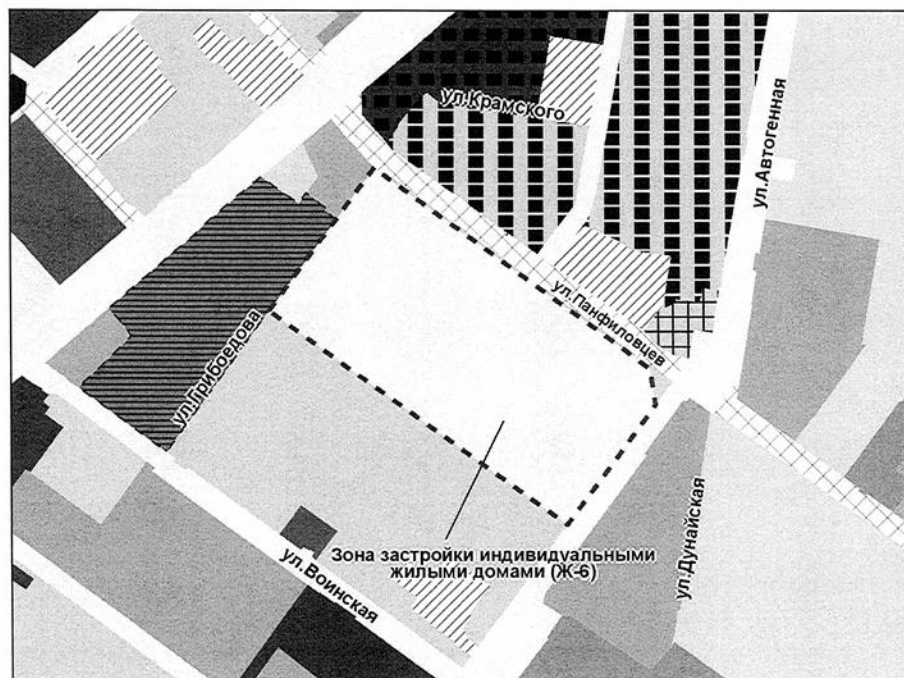 ул.Крамского
ул.Автогенная
ул.Панфиловцев
ул.Грибоедова
ул.Дунайская
Зона застройки индивидуальными
жилыми домами (Ж-6)
ул.Воинская